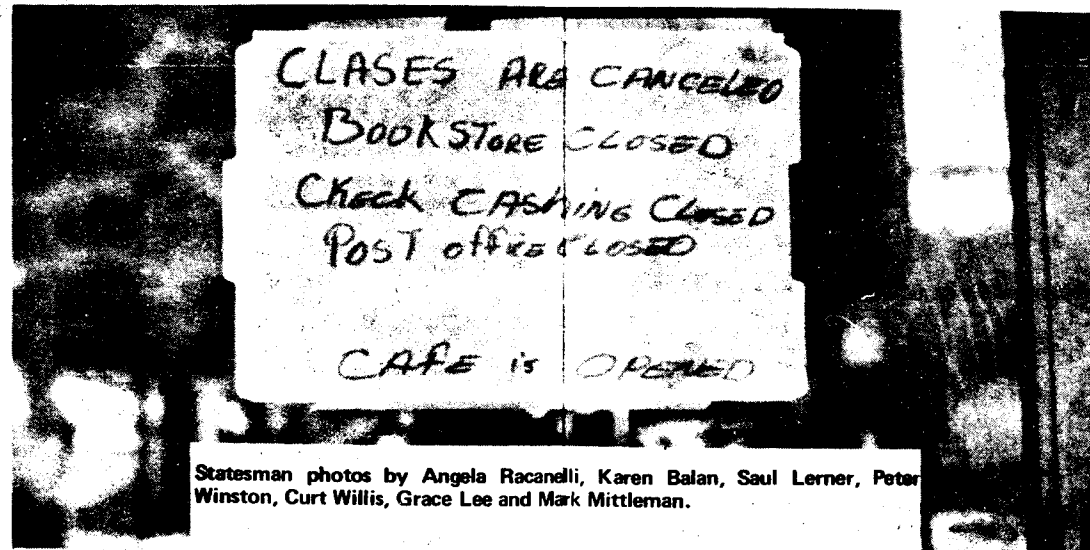 CLASES ARE CANCELED
BOOKSTORE CLOSED
CHECK CASHING CLOSED
POST OFFICE CLOSED
CAFE is OPENED
Statesman photos by Angela Racanelli, Karen Balan, Saul Lerner, Peter
Winston, Curt Willis, Grace Lee and Mark Mittleman.